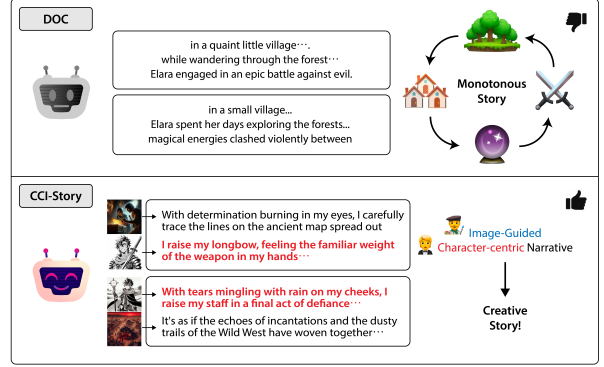 DOC
in a quaint little village⋯.
while wandering through the forest⋯
Elara engaged in an epic battle against evil.
in a small village...
Elara spent her days exploring the forests...
magical energies clashed violently between
Monotonous
Story
CCI-Story
With determination burning in my eyes, I carefully
trace the lines on the ancient map spread out
I raise my longbow, feeling the familiar weight
of the weapon in my hands⋯
With tears mingling with rain on my cheeks, I
raise my staff in a final act of defiance⋯
It's as if the echoes of incantations and the dusty
trails of the Wild West have woven together⋯
Image-Guided
Character-centric Narrative
Creative
Story!